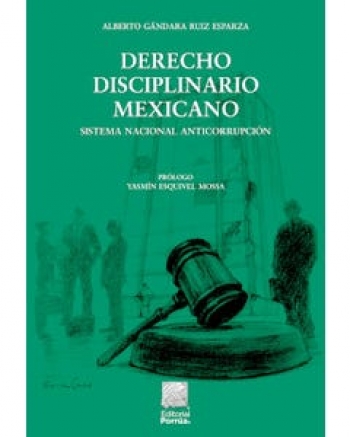 ALBERTO GÁNDARA RUIZ ESPARZA
DERECHO
DISCIPLINARIO
MEXICANO
SISTEMA NACIONAL ANTICORRUPCIÓN
PRÓLOGO
YASMÍN ESQUIVEL MOSSA
Editorial
Porrúa